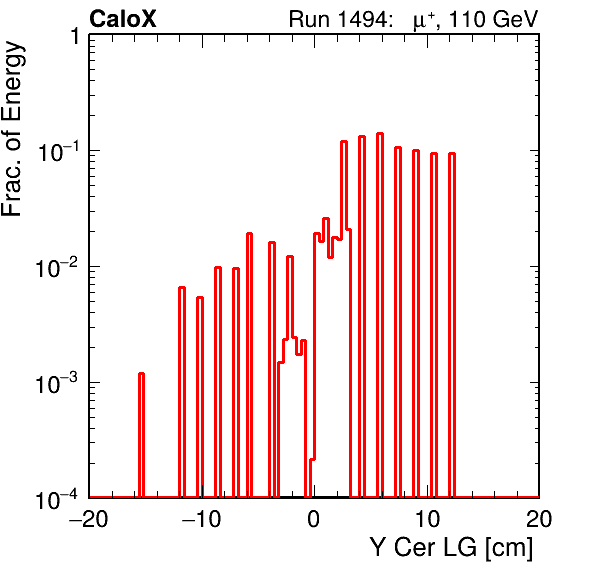 CaloX Run 1494: μ⁺, 110 GeV
Frac. of Energy
1
10⁻¹
10⁻²
10⁻³
10⁻⁴
−20 −10 0 10 20
Y Cer LG [cm]